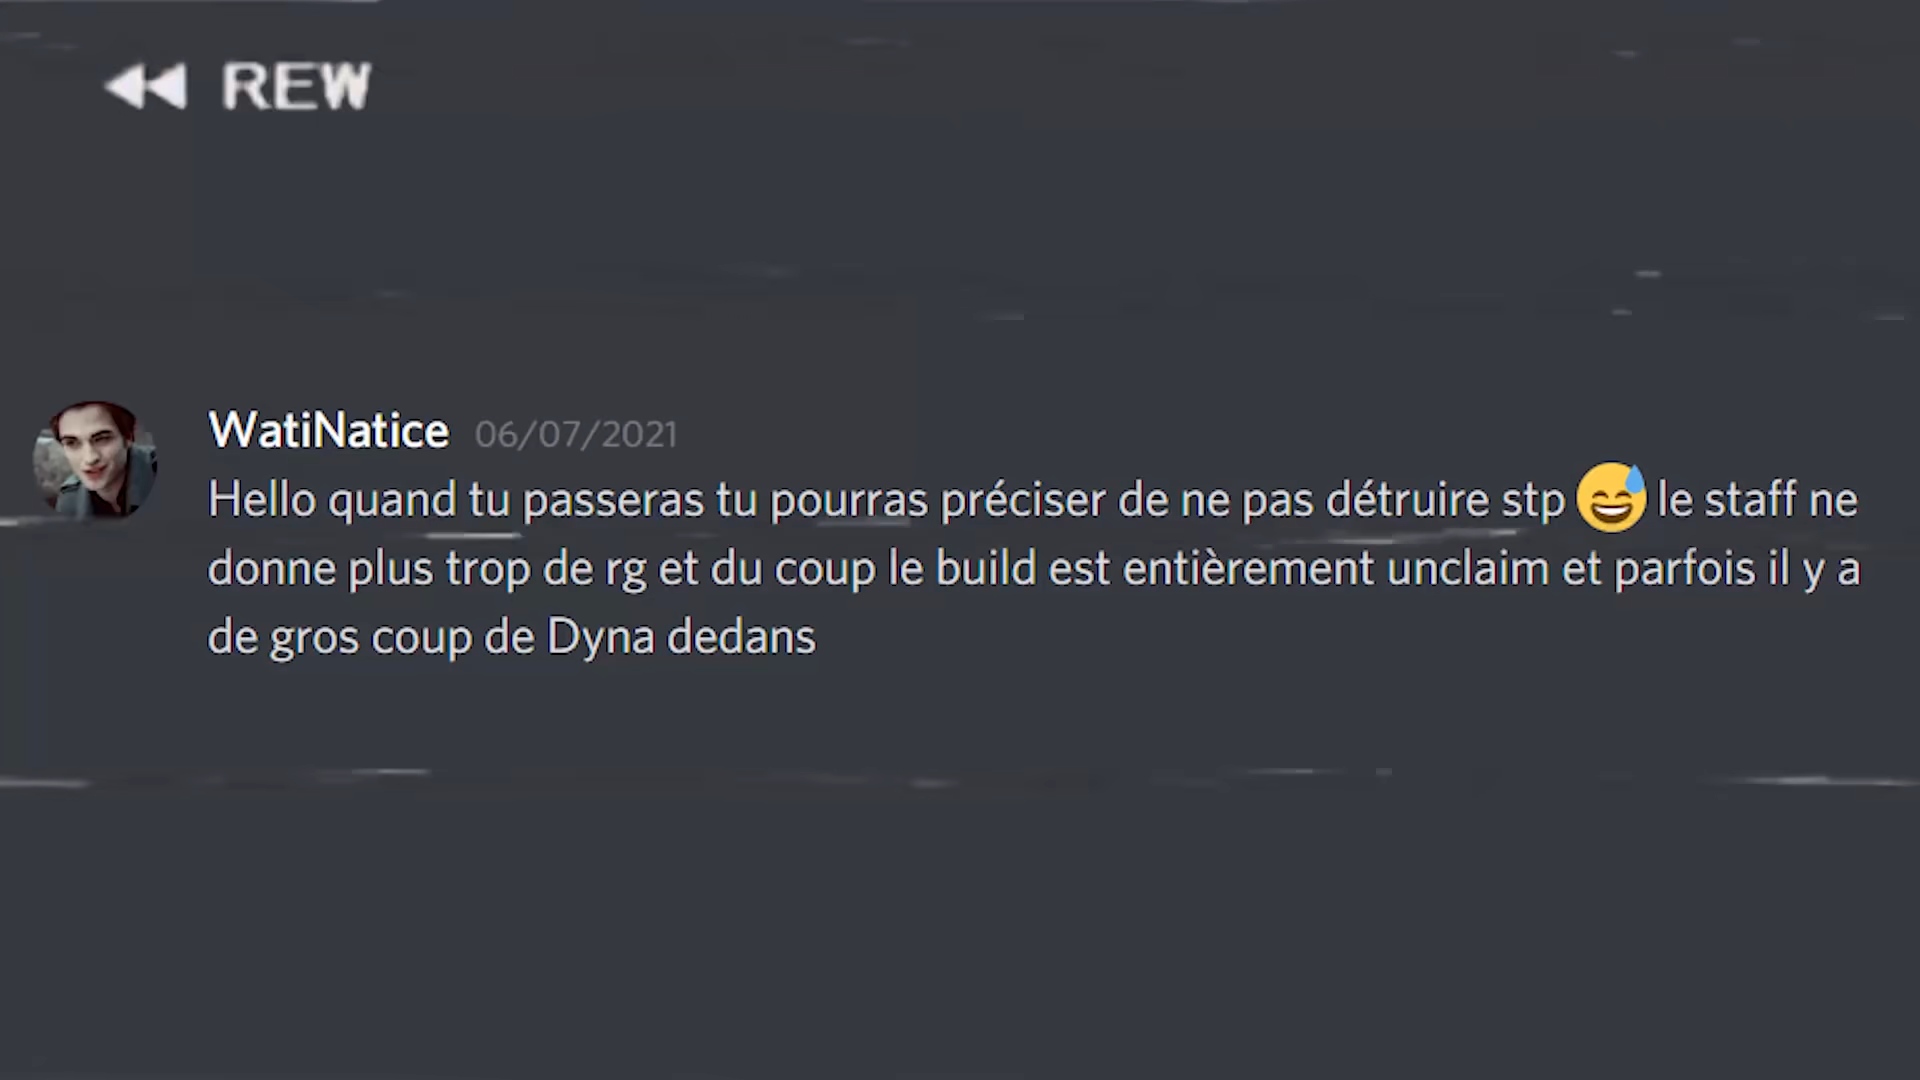 REW
WatiNatice 06/07/2021
Hello quand tu passeras tu pourras préciser de ne pas détruire stp 😅 le staff ne
donne plus trop de rg et du coup le build est entièrement unclaim et parfois il y a
de gros coup de Dyna dedans